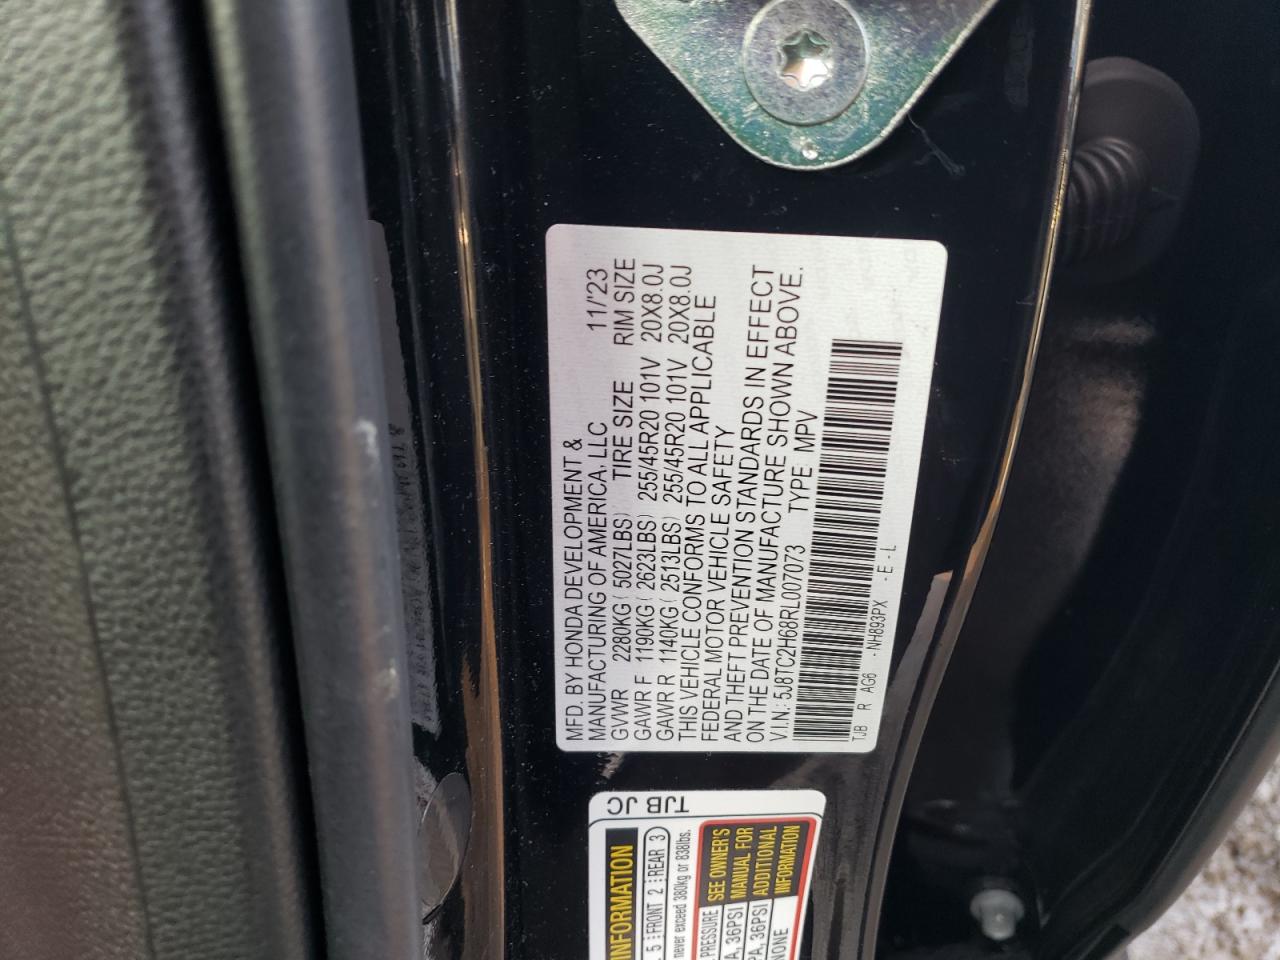 MFD. BY HONDA DEVELOPMENT &
MANUFACTURING OF AMERICA, LLC 11/'23
GVWR 2280KG ( 5027LBS) TIRE SIZE RIM SIZE
GAWR F 1190KG ( 2623LBS) 255/45R20 101V 20X8.0J
GAWR R 1140KG ( 2513LBS) 255/45R20 101V 20X8.0J
THIS VEHICLE CONFORMS TO ALL APPLICABLE
FEDERAL MOTOR VEHICLE SAFETY
AND THEFT PREVENTION STANDARDS IN EFFECT
ON THE DATE OF MANUFACTURE SHOWN ABOVE.
V.I.N.: 5J8TC2H68RL007073 TYPE: MPV
TJB R AG6 -NH893PX -E -L
TJB JC
INFORMATION
5 FRONT 2 REAR 3
never exceed 380kg or 838lbs.
PRESSURE
36PSI
36PSI
NONE
SEE OWNER'S
MANUAL FOR
ADDITIONAL
INFORMATION